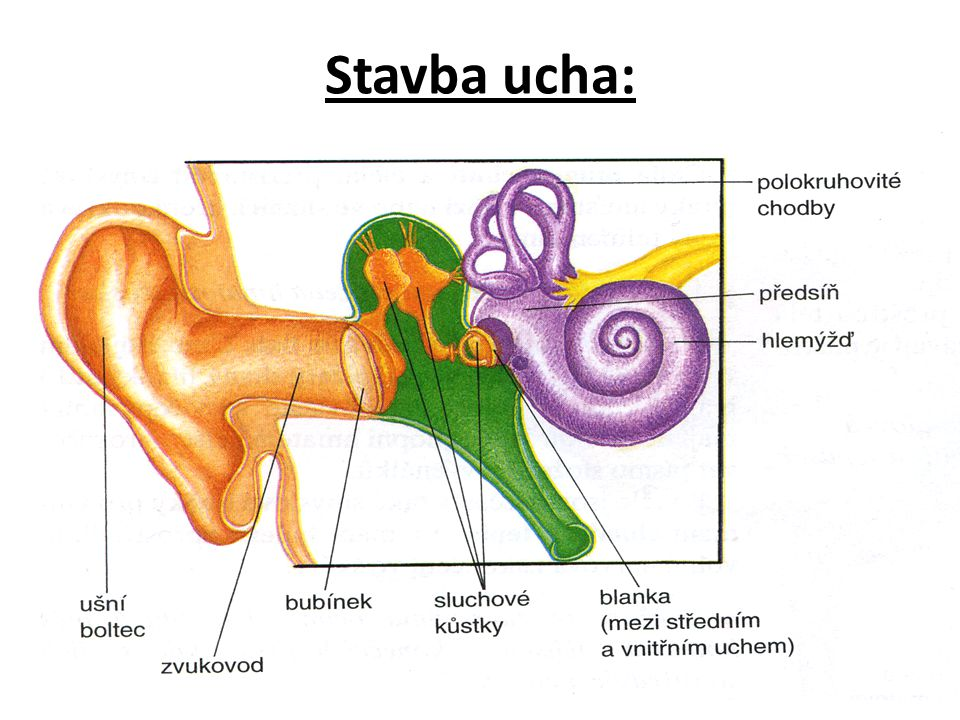 Stavba ucha:
polokruhovité
chodby
předsíň
hlemýžď
ušní
boltec
zvukovod
bubínek
sluchové
kůstky
blanka
(mezi středním
a vnitřním uchem)